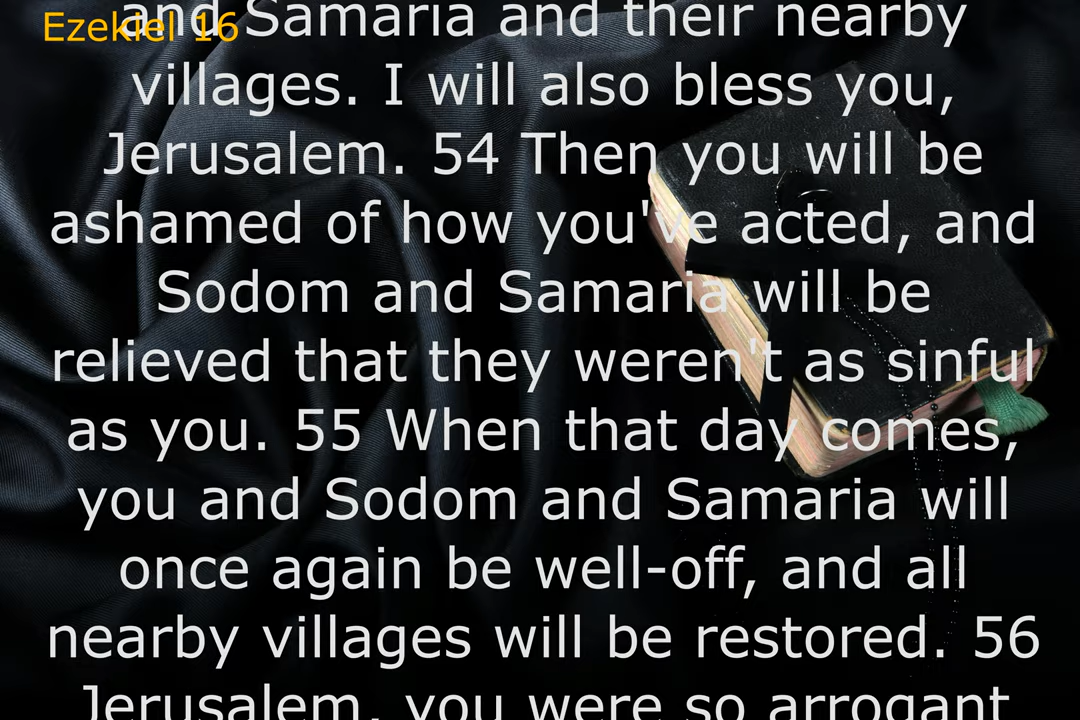 Ezekiel 16
and Samaria and their nearby
villages. I will also bless you,
Jerusalem. 54 Then you will be
ashamed of how you've acted, and
Sodom and Samaria will be
relieved that they weren't as sinful
as you. 55 When that day comes,
you and Sodom and Samaria will
once again be well-off, and all
nearby villages will be restored. 56
Jerusalem, you were so arrogant